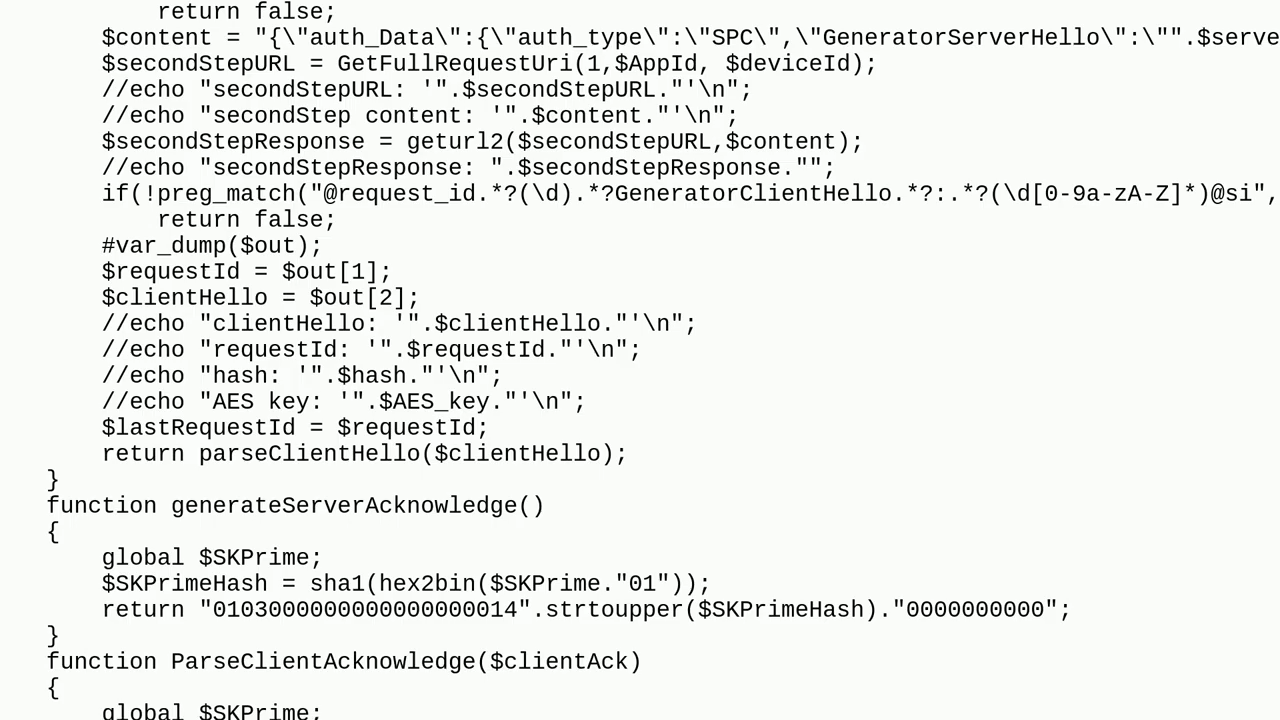 return false;
$content = "{\"auth_Data\":{\"auth_type\":\"SPC\",\"GeneratorServerHello\":\"".$serve
$secondStepURL = GetFullRequestUri(1,$AppId, $deviceId);
//echo "secondStepURL: '".$secondStepURL."'\n";
//echo "secondStep content: '".$content."'\n";
$secondStepResponse = geturl2($secondStepURL,$content);
//echo "secondStepResponse: ".$secondStepResponse."";
if(!preg_match("@request_id.*?(\d).*?GeneratorClientHello.*?:.*?(\d[0-9a-zA-Z]*)@si",
return false;
#var_dump($out);
$requestId = $out[1];
$clientHello = $out[2];
//echo "clientHello: '".$clientHello."'\n";
//echo "requestId: '".$requestId."'\n";
//echo "hash: '".$hash."'\n";
//echo "AES key: '".$AES_key."'\n";
$lastRequestId = $requestId;
return parseClientHello($clientHello);
}
function generateServerAcknowledge()
{
global $SKPrime;
$SKPrimeHash = sha1(hex2bin($SKPrime."01"));
return "0103000000000000000014".strtoupper($SKPrimeHash)."0000000000";
}
function ParseClientAcknowledge($clientAck)
{
global $SKPrime;